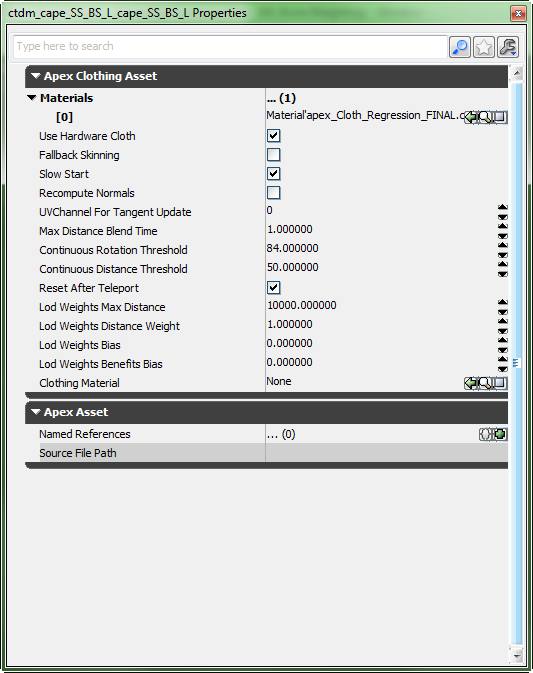 ctdm_cape_SS_BS_L_cape_SS_BS_L Properties
Type here to search
Apex Clothing Asset
Materials ... (1)
[0] Material'apex_Cloth_Regression_FINAL.c
Use Hardware Cloth
Fallback Skinning
Slow Start
Recompute Normals
UVChannel For Tangent Update 0
Max Distance Blend Time 1.000000
Continuous Rotation Threshold 84.000000
Continuous Distance Threshold 50.000000
Reset After Teleport
Lod Weights Max Distance 10000.000000
Lod Weights Distance Weight 1.000000
Lod Weights Bias 0.000000
Lod Weights Benefits Bias 0.000000
Clothing Material None
Apex Asset
Named References ... (0)
Source File Path